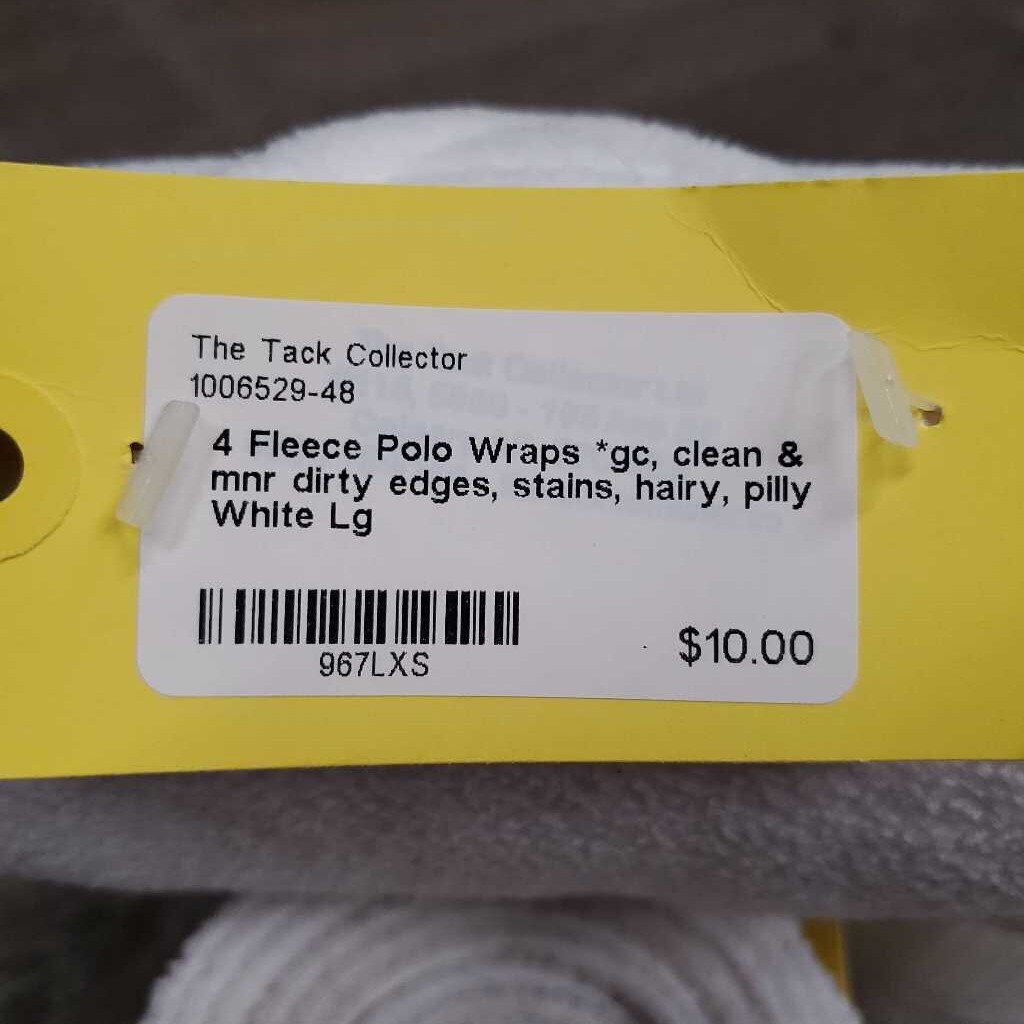 The Tack Collector
1006529-48
4 Fleece Polo Wraps *gc, clean &
mnr dirty edges, stains, hairy, pilly
White Lg
967LXS
$10.00